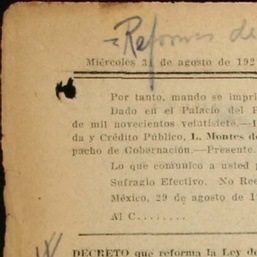 Reformas de
Miércoles 31 de agosto de 192
Por tanto, mando se impri
Dado en el Palacio del P
de mil novecientos veintisiete.—
da y Crédito Público, L. Montes de
pacho de Gobernación.—Presente.
Lo que comunico a usted p
Sufragio Efectivo. No Ree
México, 29 de agosto de 1
Al C........
DECRETO que reforma la Ley de